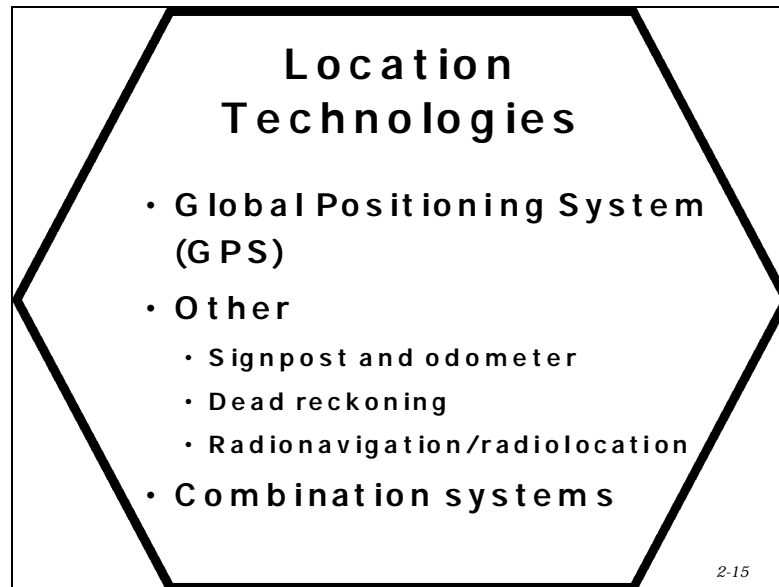 Location
Technologies
• Global Positioning System
(GPS)
• Other
• Signpost and odometer
• Dead reckoning
• Radionavigation/radiolocation
• Combination systems
2-15